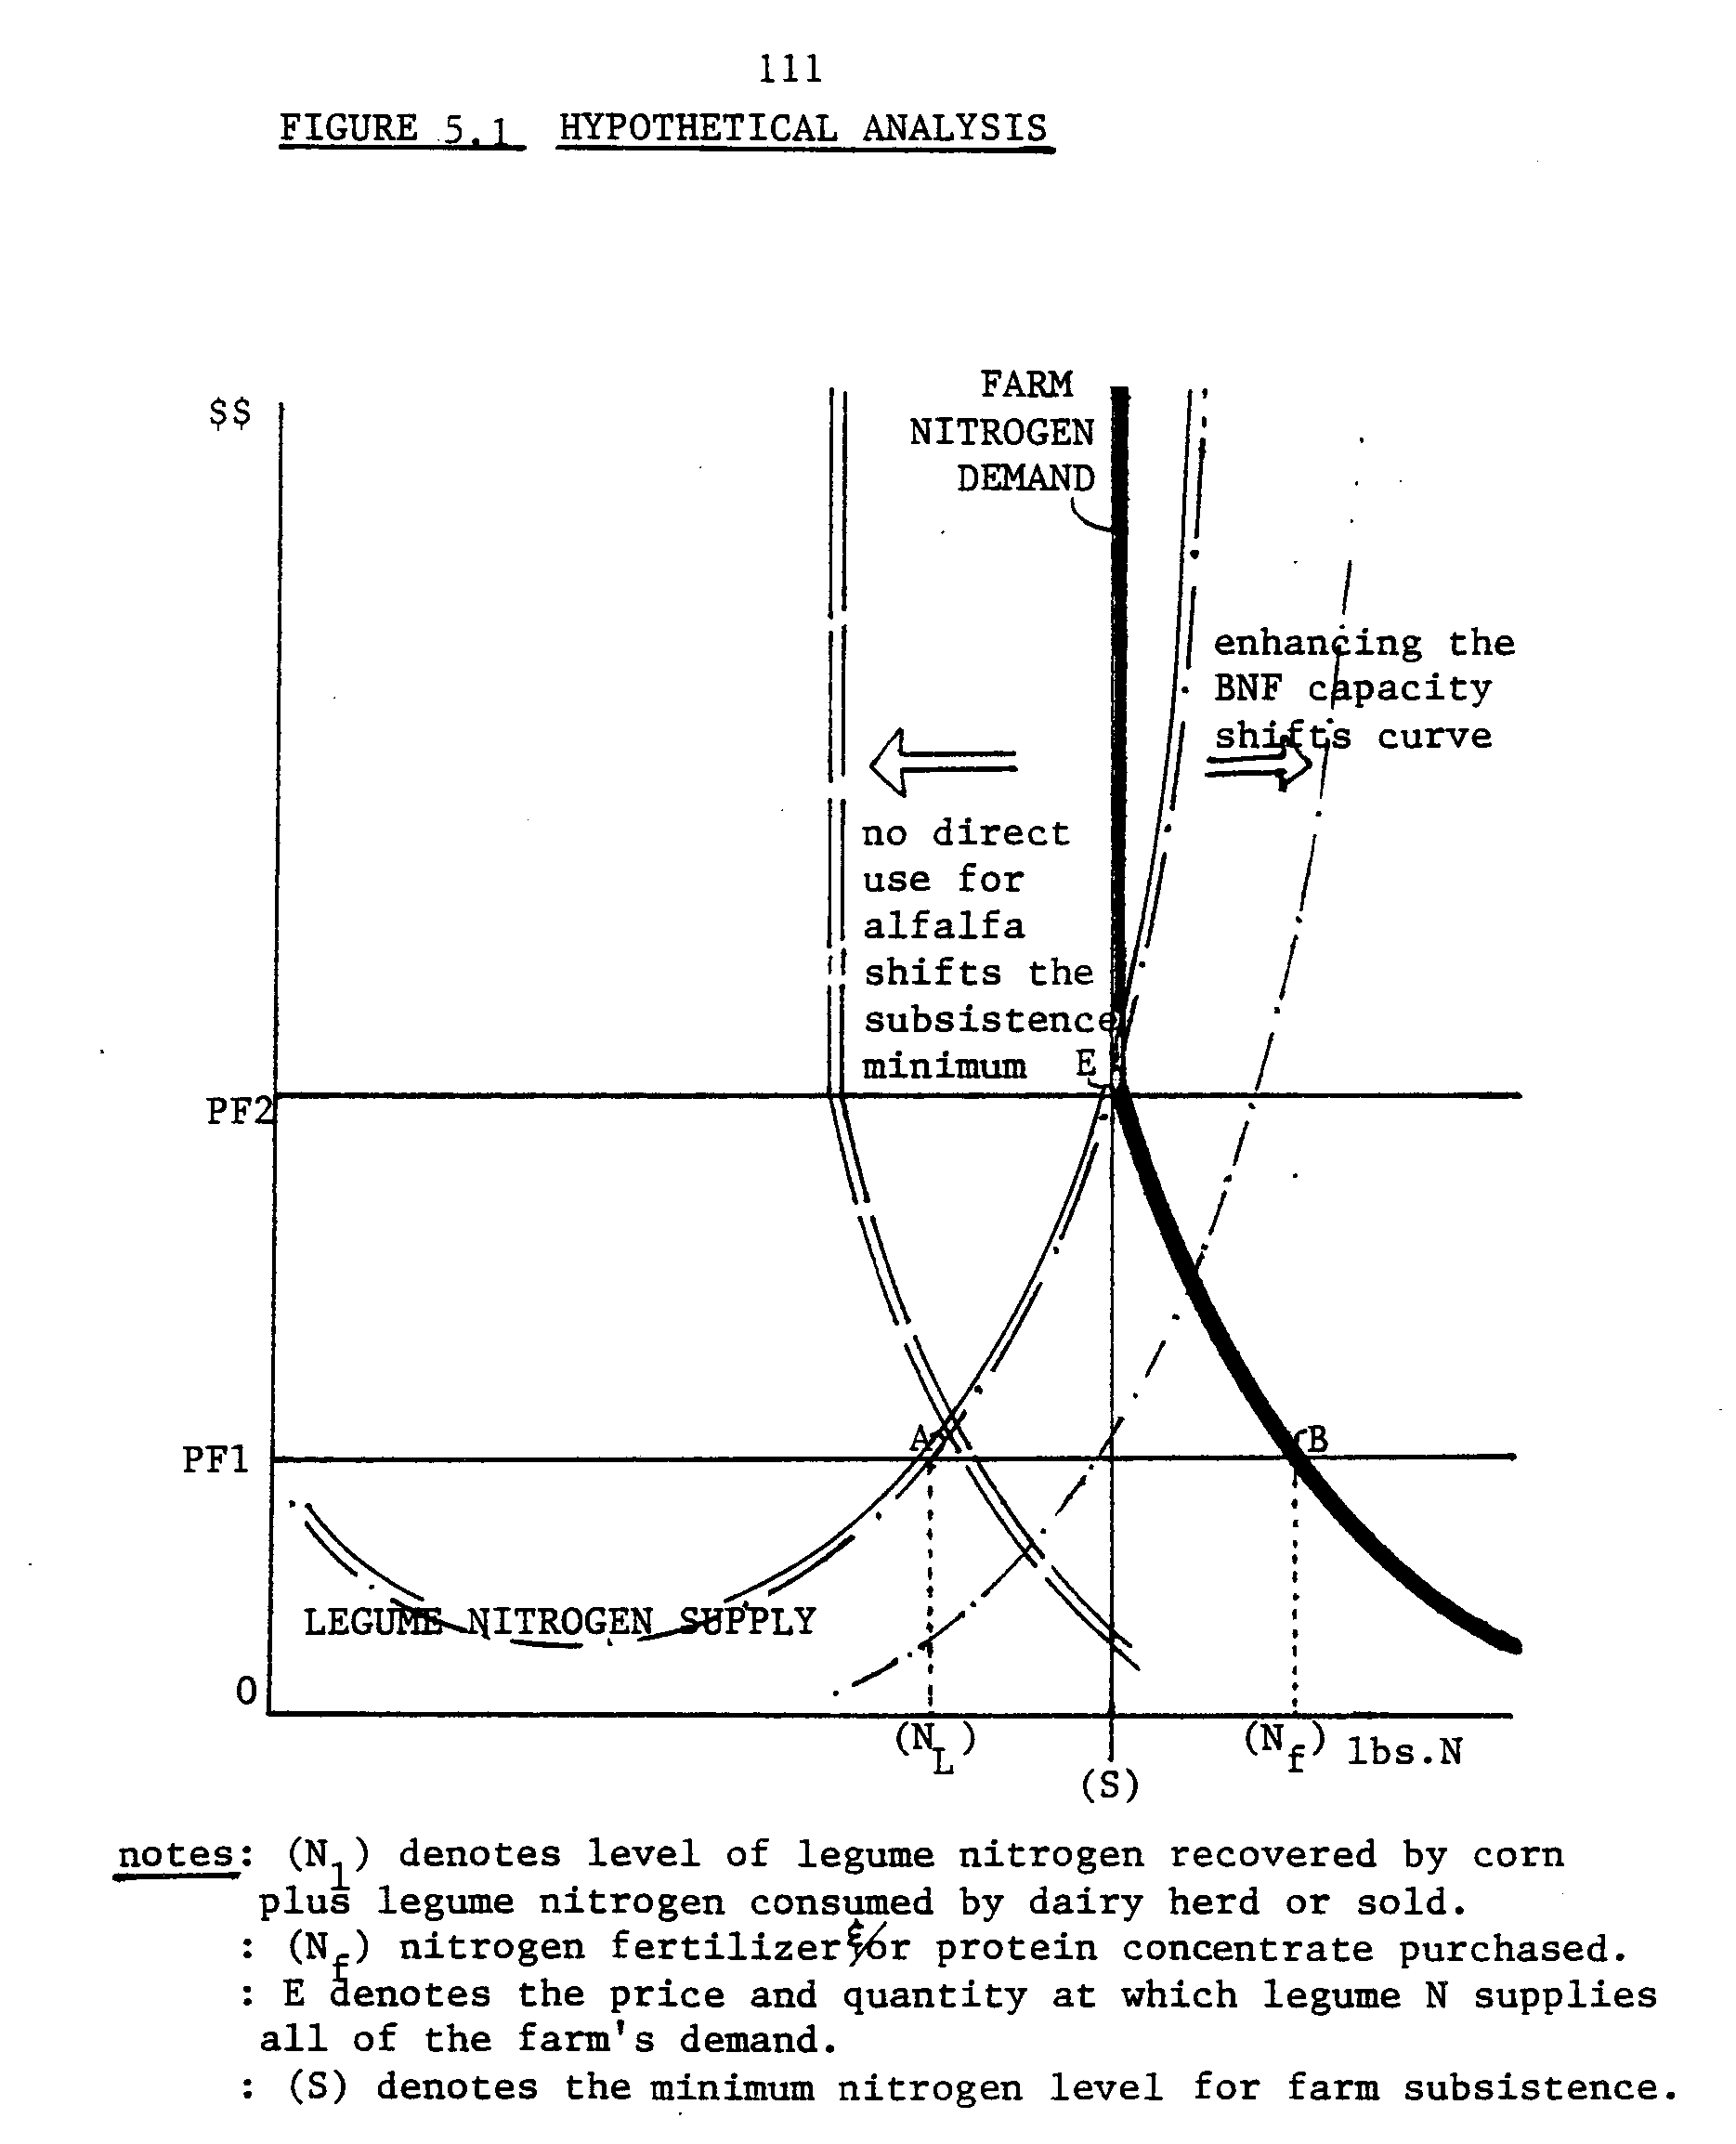 111
FIGURE 5.1 HYPOTHETICAL ANALYSIS
$$
FARM
NITROGEN
DEMAND
enhancing the
BNF capacity
shifts curve
no direct
use for
alfalfa
shifts the
subsistence
minimum
E
PF2
A
B
PF1
LEGUME NITROGEN SUPPLY
0
(N_L)
(N_f)
lbs.N
(S)
notes: (N_1) denotes level of legume nitrogen recovered by corn
plus legume nitrogen consumed by dairy herd or sold.
: (N_f) nitrogen fertilizer &/or protein concentrate purchased.
: E denotes the price and quantity at which legume N supplies
all of the farm's demand.
: (S) denotes the minimum nitrogen level for farm subsistence.